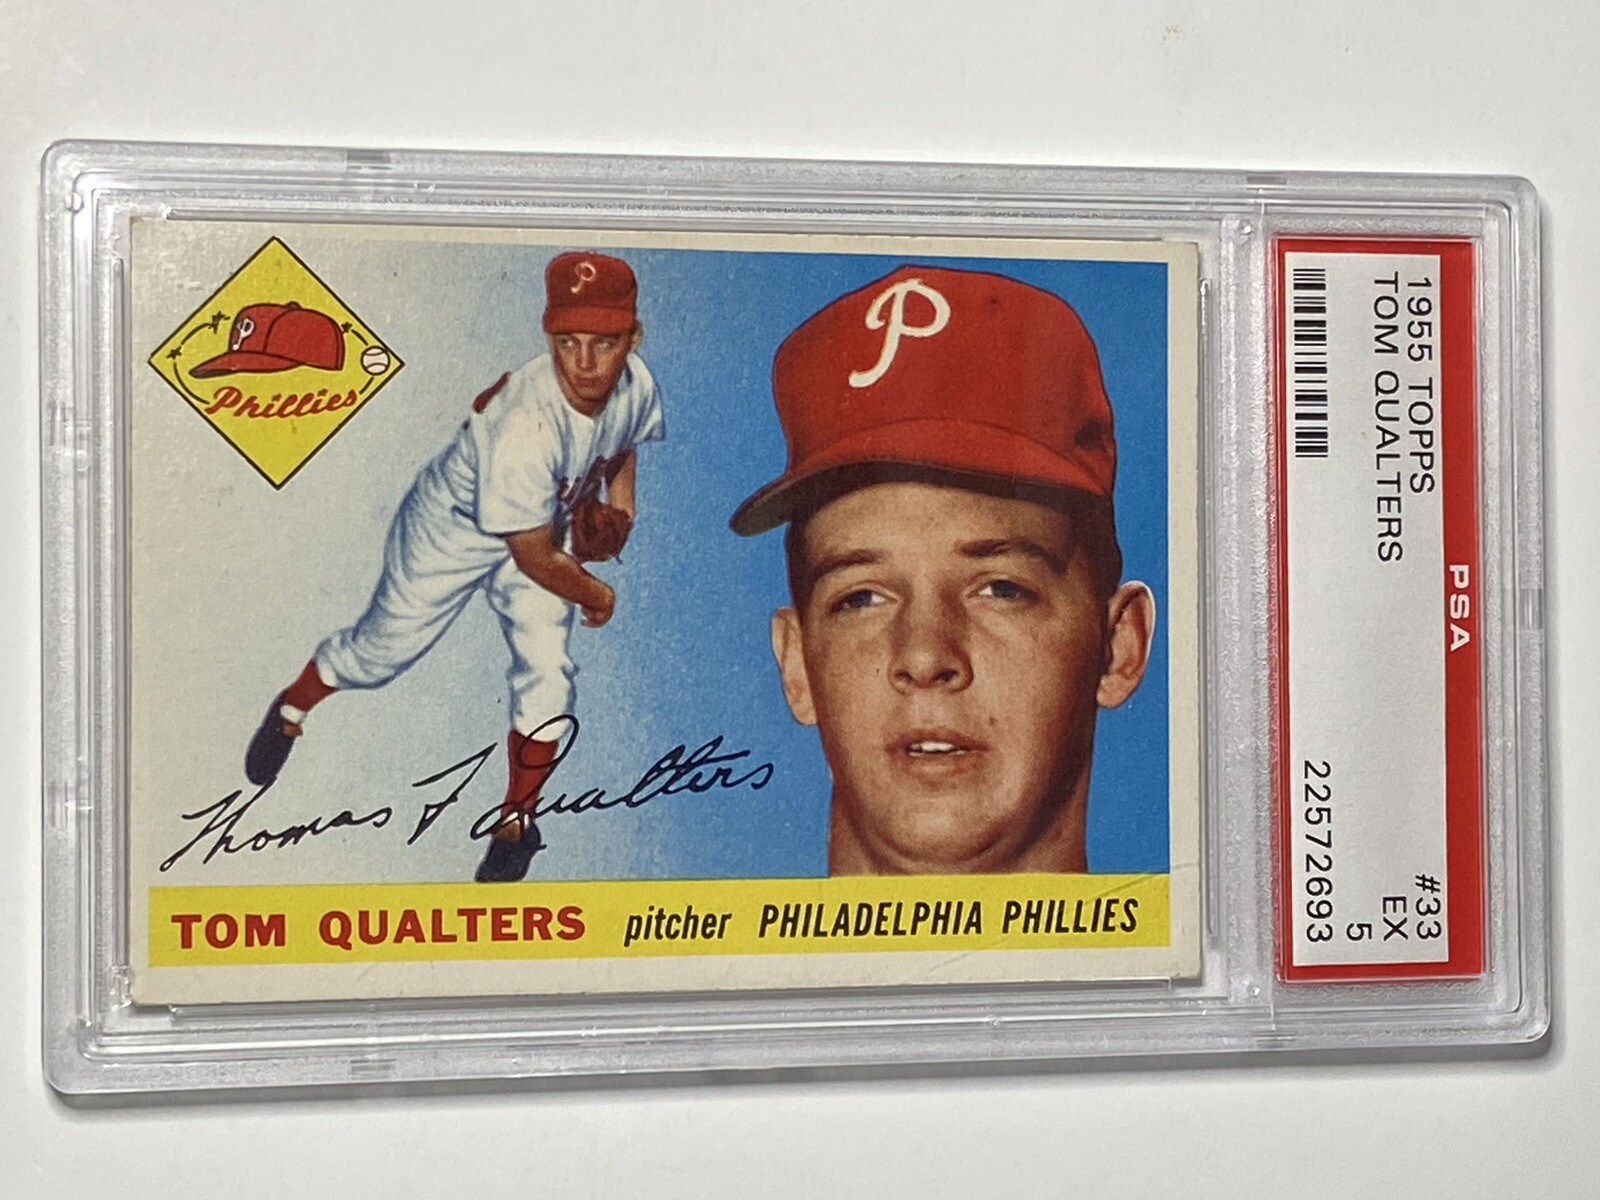 P
P
P
Phillies
Thomas F Qualters
TOM QUALTERS pitcher PHILADELPHIA PHILLIES
PSA
1955 TOPPS #33
TOM QUALTERS EX
5
22572693